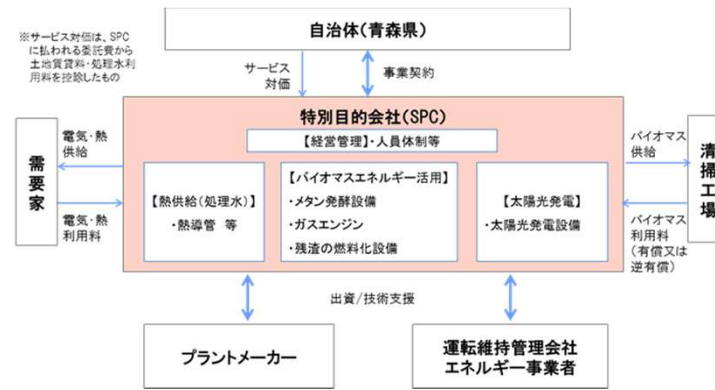 自治体（青森県）
※サービス対価は、SPC
に払われる委託費から
土地賃貸料・処理水利
用料を控除したもの
サービス
対価
事業契約
特別目的会社（SPC）
【経営管理】・人員体制等
需要家
電気・熱
供給
電気・熱
利用料
【熱供給（処理水）】
・熱導管　等
【バイオマスエネルギー活用】
・メタン発酵設備
・ガスエンジン
・残渣の燃料化設備
【太陽光発電】
・太陽光発電設備
バイオマス
供給
バイオマス
利用料
（有償又は
逆有償）
清掃工場
出資/技術支援
プラントメーカー
運転維持管理会社
エネルギー事業者